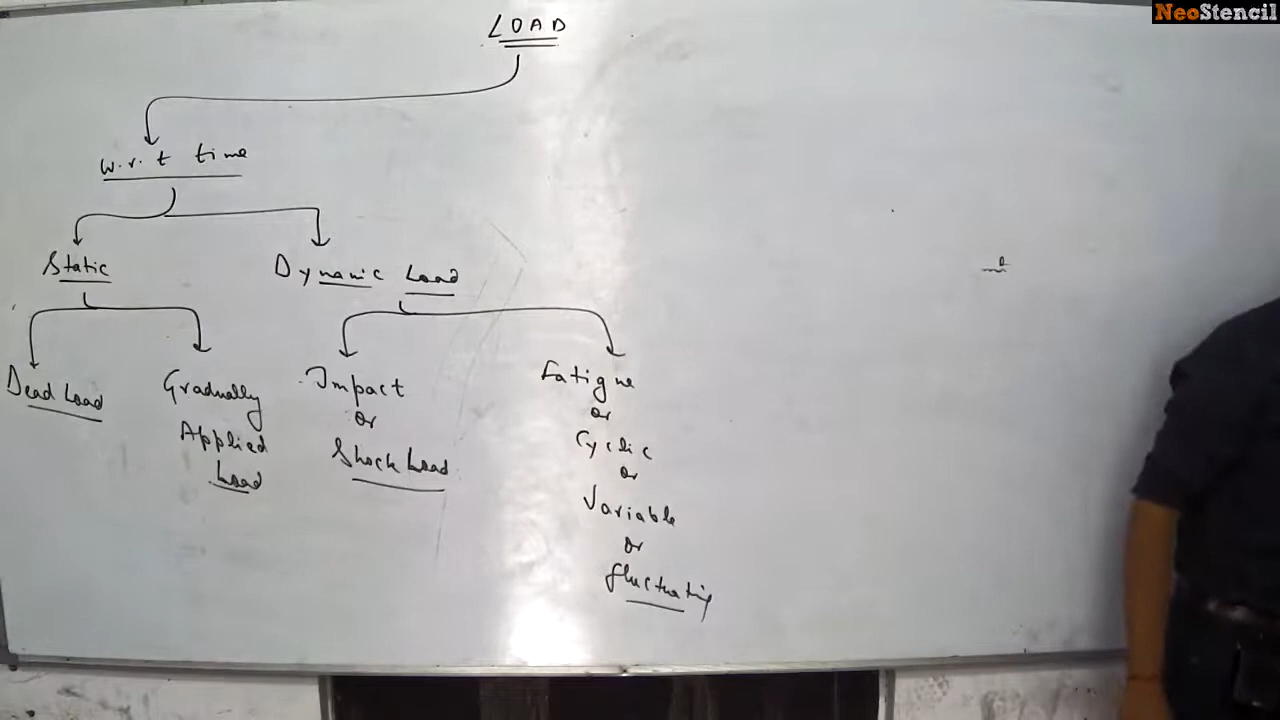 NeoStencil
LOAD
w.r.t time
Static
Dynamic Load
Dead Load
Gradually
Applied
Load
Impact
or
Shock Load
Fatigue
or
Cyclic
or
Variable
or
fluctuating